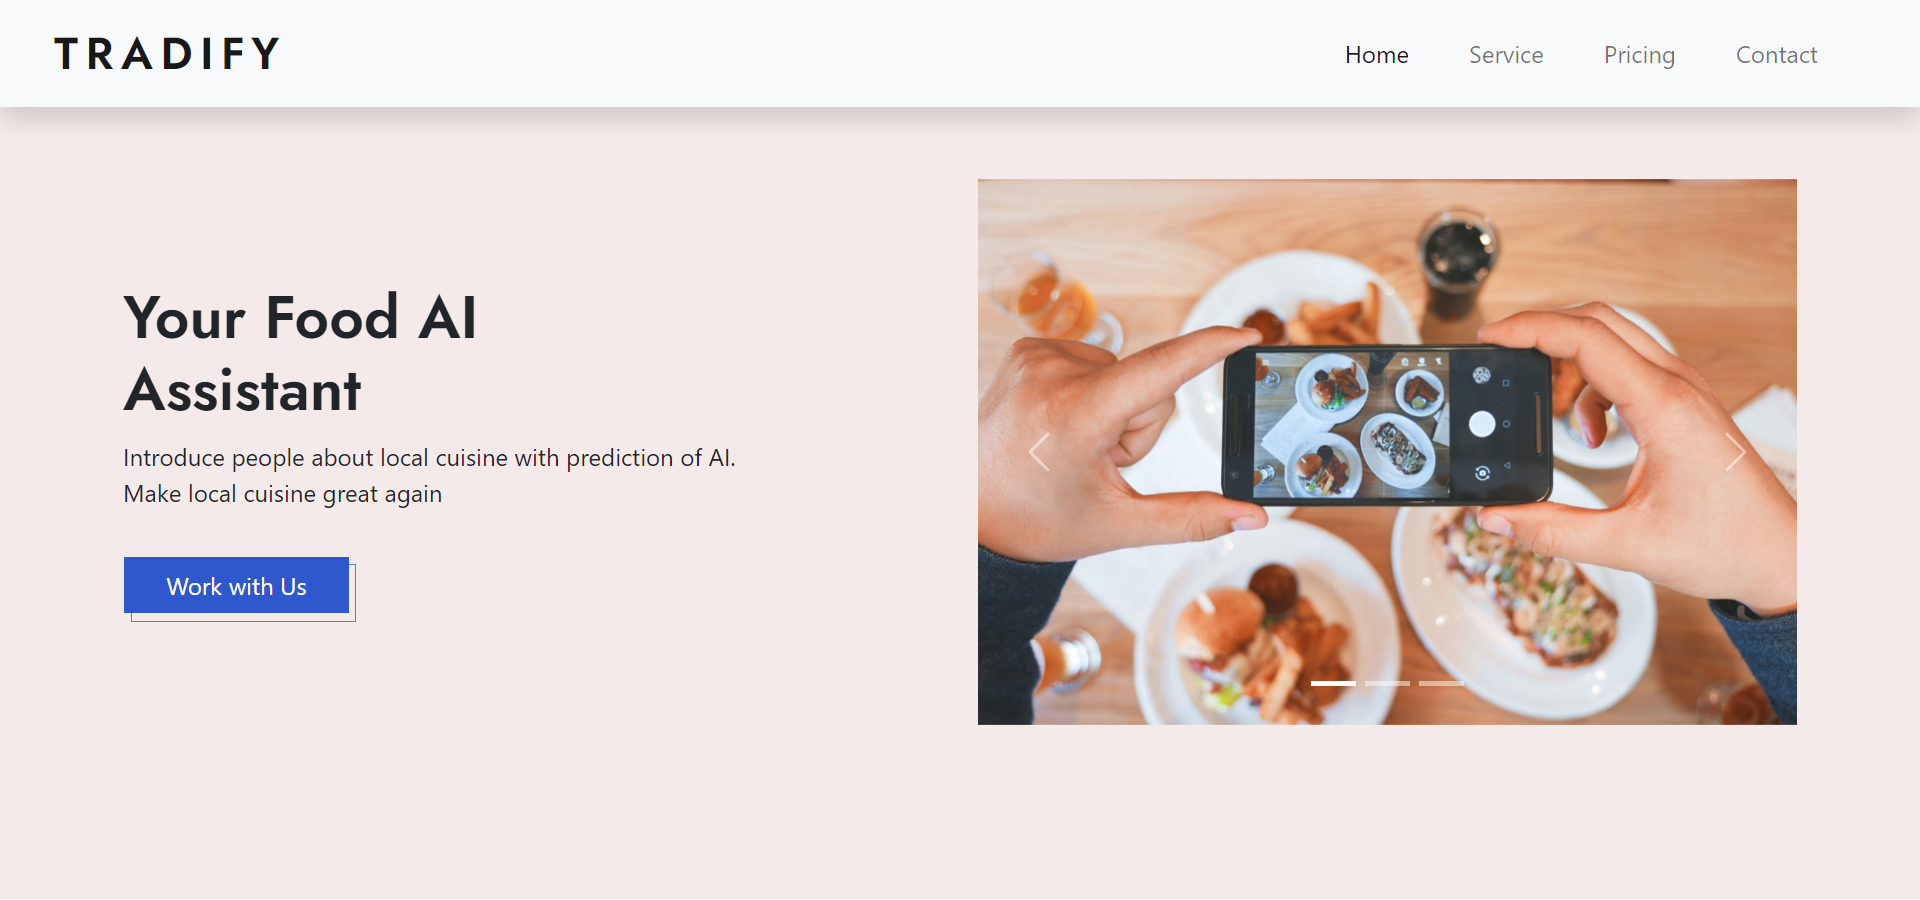 TRADIFY
Home Service Pricing Contact
Your Food AI
Assistant
Introduce people about local cuisine with prediction of AI.
Make local cuisine great again
Work with Us